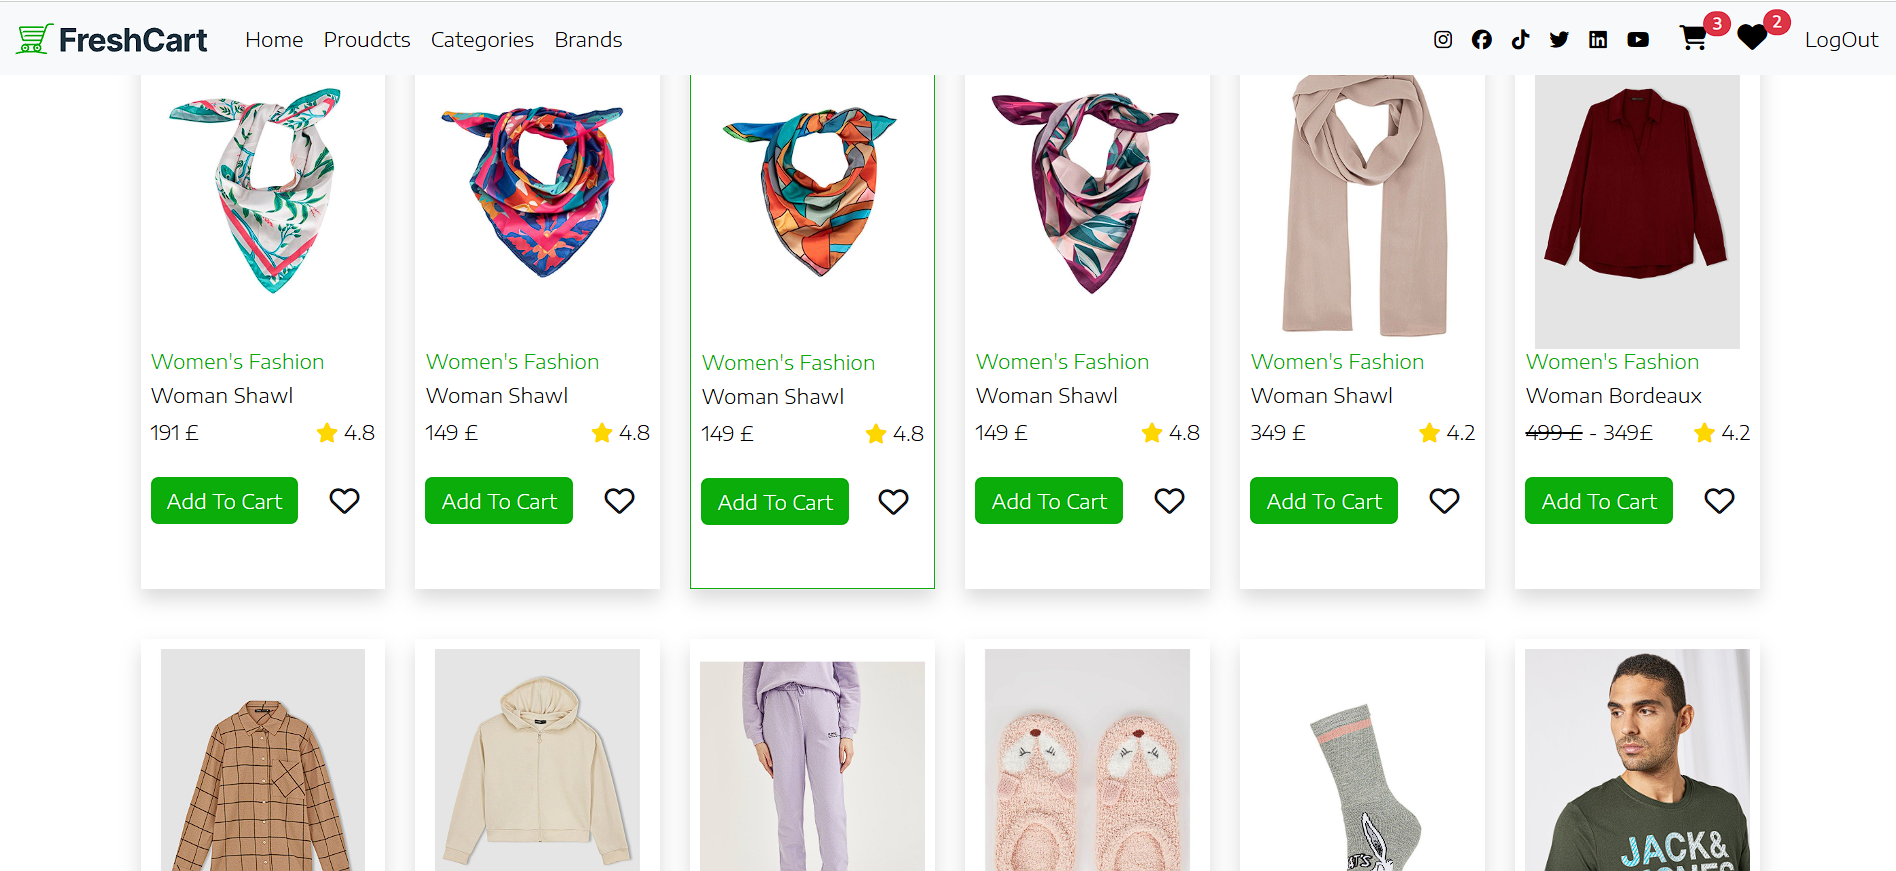 FreshCart Home Proudcts Categories Brands 3 2 LogOut
Women's Fashion
Woman Shawl
191 £ 4.8
Add To Cart
Women's Fashion
Woman Shawl
149 £ 4.8
Add To Cart
Women's Fashion
Woman Shawl
149 £ 4.8
Add To Cart
Women's Fashion
Woman Shawl
149 £ 4.8
Add To Cart
Women's Fashion
Woman Shawl
349 £ 4.2
Add To Cart
Women's Fashion
Woman Bordeaux
499 £ - 349£ 4.2
Add To Cart
JACK&